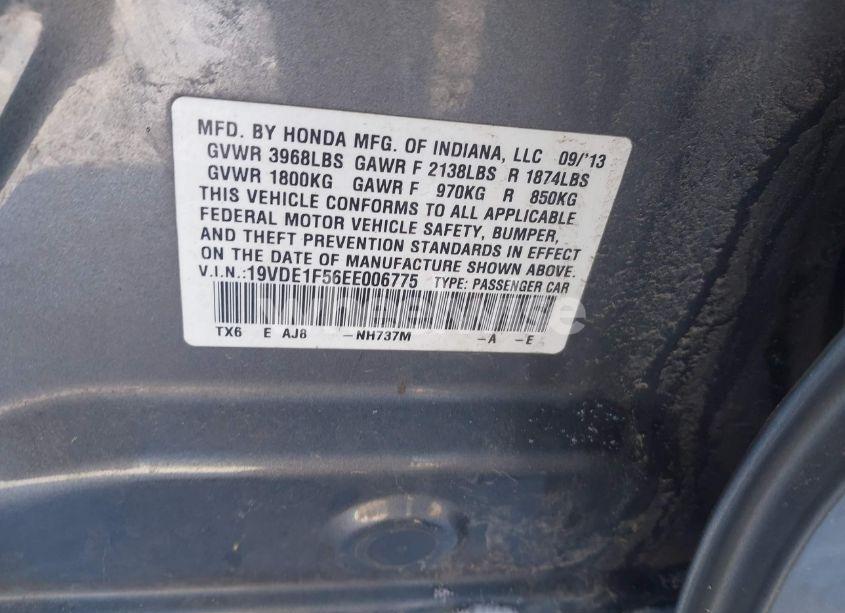 MFD. BY HONDA MFG. OF INDIANA, LLC 09/'13
GVWR 3968LBS GAWR F 2138LBS R 1874LBS
GVWR 1800KG GAWR F 970KG R 850KG
THIS VEHICLE CONFORMS TO ALL APPLICABLE
FEDERAL MOTOR VEHICLE SAFETY, BUMPER,
AND THEFT PREVENTION STANDARDS IN EFFECT
ON THE DATE OF MANUFACTURE SHOWN ABOVE.
V.I.N.:19VDE1F56EE006775 TYPE: PASSENGER CAR
TX6 E AJ8 -NH737M -A -E